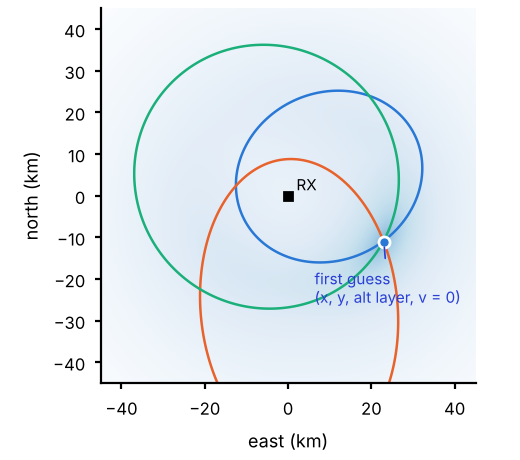 40
30
20
10
0
−10
−20
−30
−40
north (km)
RX
first guess
(x, y, alt layer, v = 0)
−40
−20
0
20
40
east (km)